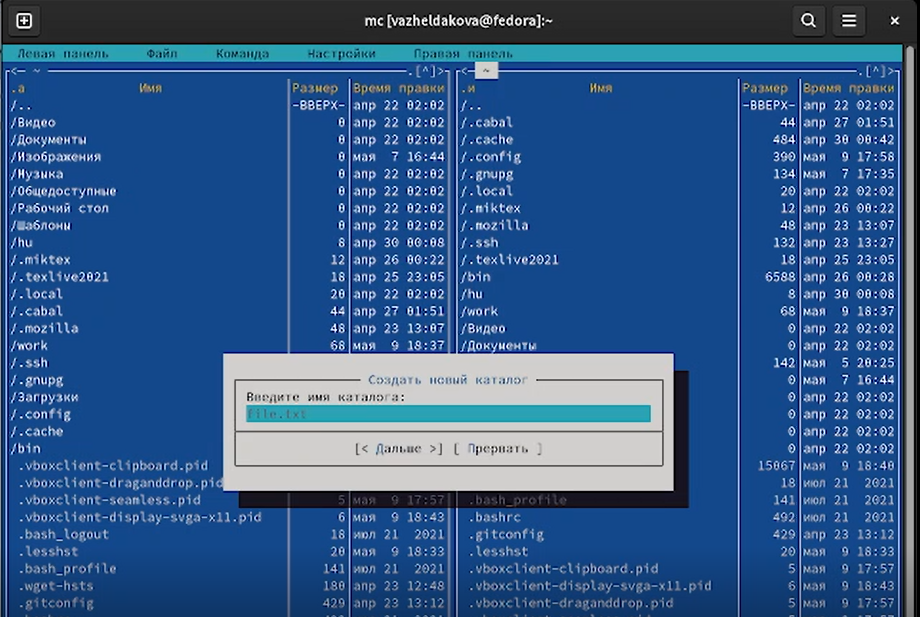 mc [vazheldakova@fedora]:~
Левая панель Файл Команда Настройки Правая панель
<─ ~ .[^]> <─ ~ .[^]>
.а Имя Размер Время правки .и Имя Размер Время правки
/.. -ВВЕРХ- апр 22 02:02 /.. -ВВЕРХ- апр 22 02:02
/Видео 0 апр 22 02:02 /.cabal 44 апр 27 01:51
/Документы 0 апр 22 02:02 /.cache 484 апр 30 00:42
/Изображения 0 мая 7 16:44 /.config 390 мая 9 17:58
/Музыка 0 апр 22 02:02 /.gnupg 134 мая 7 17:35
/Общедоступные 0 апр 22 02:02 /.local 20 апр 22 02:02
/Рабочий стол 0 апр 22 02:02 /.miktex 12 апр 26 00:22
/Шаблоны 0 апр 22 02:02 /.mozilla 48 апр 23 13:07
/hu 8 апр 30 00:08 /.ssh 132 апр 23 13:27
/.miktex 12 апр 26 00:22 /.texlive2021 18 апр 25 23:05
/.texlive2021 18 апр 25 23:05 /bin 6588 апр 26 00:28
/.local 20 апр 22 02:02 /hu 8 апр 30 00:08
/.cabal 44 апр 27 01:51 /work 68 мая 9 18:37
/.mozilla 48 апр 23 13:07 /Видео 0 апр 22 02:02
/work 68 мая 9 18:37 /Документы 0 апр 22 02:02
/.ssh 142 мая 5 20:25
/.gnupg Создать новый каталог 0 мая 7 16:44
/Загрузки Введите имя каталога: 0 апр 22 02:02
/.config file.txt 0 апр 22 02:02
/.cache 0 апр 22 02:02
/bin [< Дальше >] [ Прервать ] 0 апр 22 02:02
.vboxclient-clipboard.pid 15067 мая 9 18:40
.vboxclient-draganddrop.pid 18 июл 21 2021
.vboxclient-seamless.pid 5 мая 9 17:57 .bash_profile 141 июл 21 2021
.vboxclient-display-svga-x11.pid 6 мая 9 18:43 .bashrc 492 июл 21 2021
.bash_logout 18 июл 21 2021 .gitconfig 429 апр 23 13:12
.lesshst 20 мая 9 18:33 .lesshst 20 мая 9 18:33
.bash_profile 141 июл 21 2021 .vboxclient-clipboard.pid 5 мая 9 17:57
.wget-hsts 180 апр 23 12:48 .vboxclient-display-svga-x11.pid 6 мая 9 18:43
.gitconfig 429 апр 23 13:12 .vboxclient-draganddrop.pid 5 мая 9 17:57